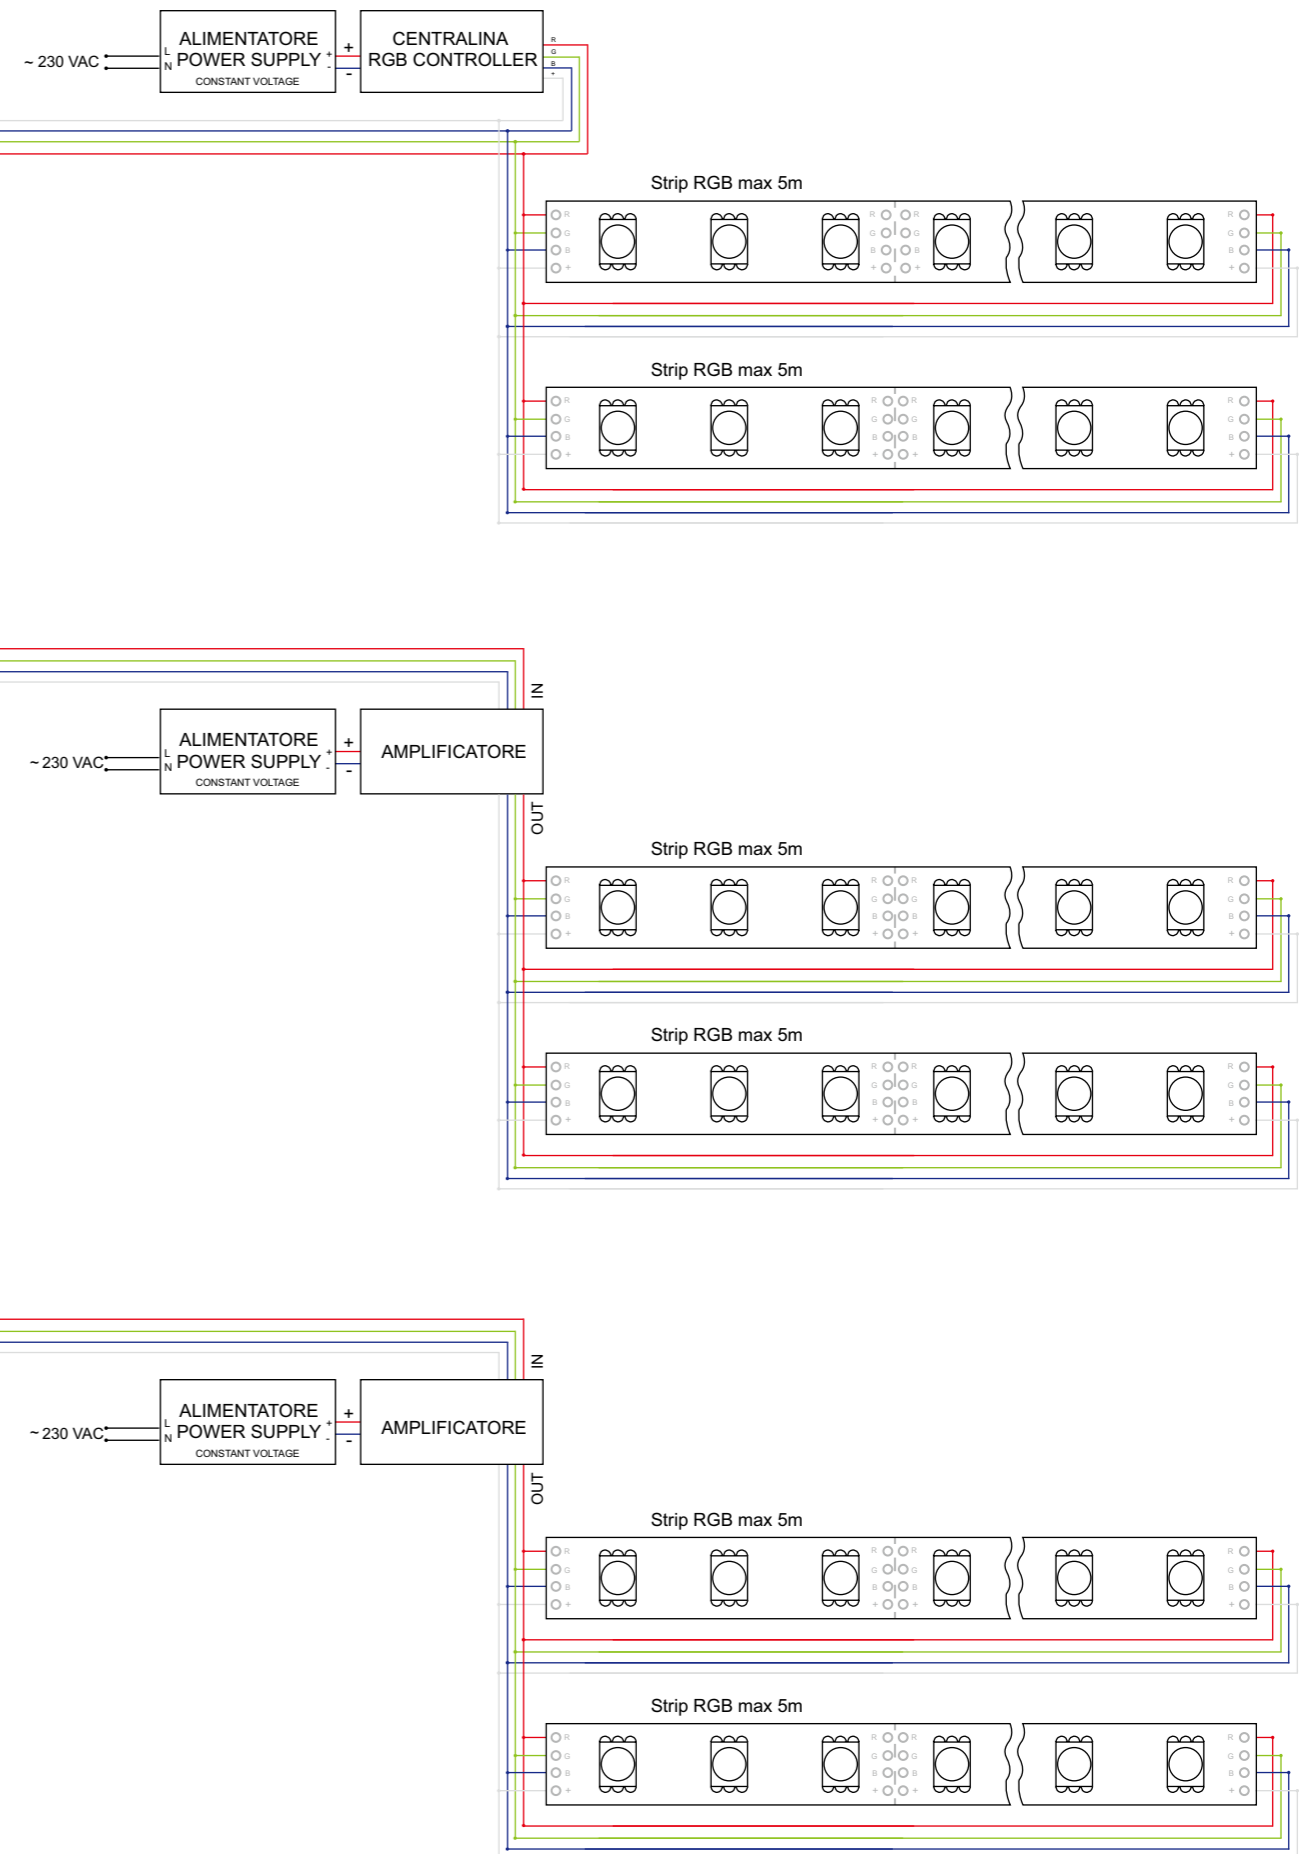 ALIMENTATORE
POWER SUPPLY
CONSTANT VOLTAGE
~ 230 VAC
L
N
+
-
+
-
CENTRALINA
RGB CONTROLLER
R
G
B
+
Strip RGB max 5m
R R R R
G G G G
B B B B
+ + + +
Strip RGB max 5m
R R R R
G G G G
B B B B
+ + + +
IN
ALIMENTATORE
POWER SUPPLY
CONSTANT VOLTAGE
~ 230 VAC
L
N
+
-
+
-
AMPLIFICATORE
OUT
Strip RGB max 5m
R R R R
G G G G
B B B B
+ + + +
Strip RGB max 5m
R R R R
G G G G
B B B B
+ + + +
IN
ALIMENTATORE
POWER SUPPLY
CONSTANT VOLTAGE
~ 230 VAC
L
N
+
-
+
-
AMPLIFICATORE
OUT
Strip RGB max 5m
R R R R
G G G G
B B B B
+ + + +
Strip RGB max 5m
R R R R
G G G G
B B B B
+ + + +